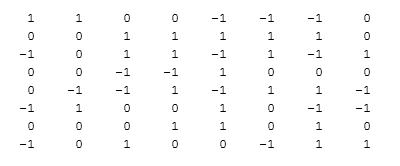 1 1 0 0 -1 -1 -1 0
0 0 1 1 1 1 1 0
-1 0 1 1 -1 1 -1 1
0 0 -1 -1 1 0 0 0
0 -1 -1 1 -1 1 1 -1
-1 1 0 0 1 0 -1 -1
0 0 0 1 1 0 1 0
-1 0 1 0 0 -1 1 1